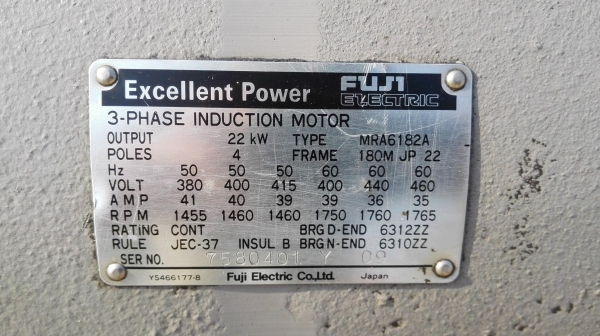 Excellent Power FUJI ELECTRIC
3-PHASE INDUCTION MOTOR
OUTPUT 22 kW TYPE MRA6182A
POLES 4 FRAME 180M JP 22
Hz 50 50 50 60 60 60
VOLT 380 400 415 400 440 460
AMP 41 40 39 39 36 35
RPM 1455 1460 1460 1750 1760 1765
RATING CONT BRG D-END 6312ZZ
RULE JEC-37 INSUL B BRG N-END 6310ZZ
SER NO. 7580401 Y 09
YS466177-8 Fuji Electric Co., Ltd. Japan